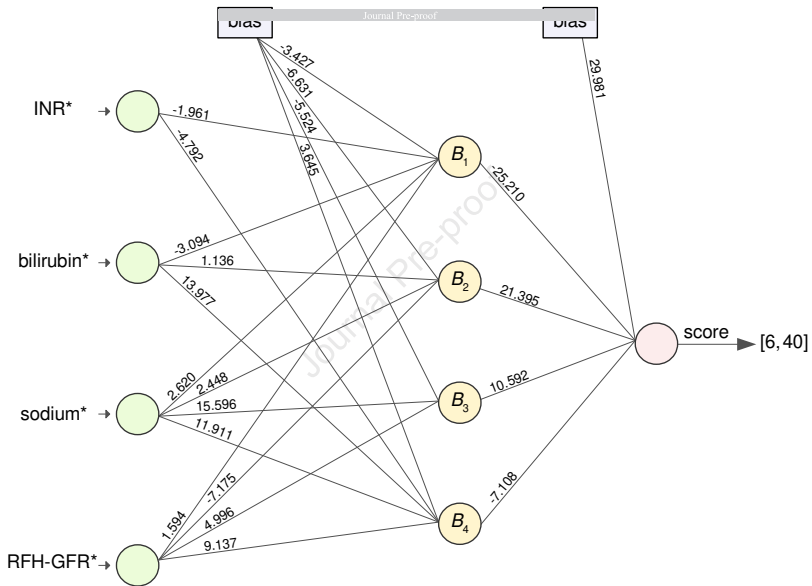 Journal Pre-proof
bias
bias
-3.427
-6.631
-5.524
3.645
29.981
INR*
-1.961
-4.792
B1
-25.210
bilirubin*
-3.094
1.136
13.977
B2
21.395
score
[6, 40]
Journal Pre-proof
sodium*
2.620
2.448
15.596
11.911
B3
10.592
RFH-GFR*
1.594
-7.175
4.996
9.137
B4
-7.108